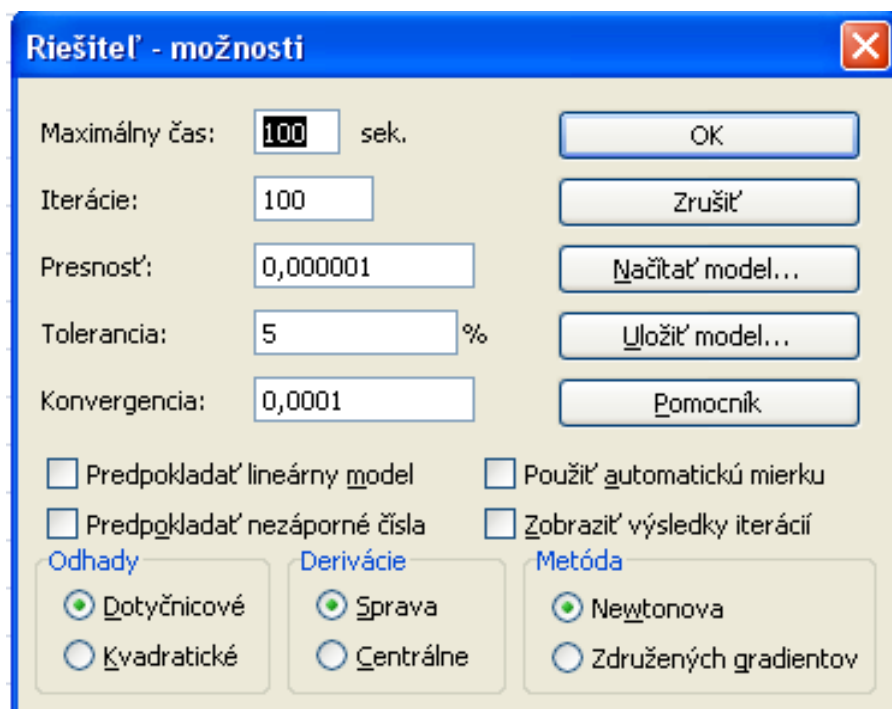 Riešiteľ - možnosti
Maximálny čas: 100 sek. OK
Iterácie: 100 Zrušiť
Presnosť: 0,000001 Načítať model...
Tolerancia: 5 % Uložiť model...
Konvergencia: 0,0001 Pomocník
Predpokladať lineárny model Použiť automatickú mierku
Predpokladať nezáporné čísla Zobraziť výsledky iterácií
Odhady Derivácie Metóda
Dotyčnicové Sprava Newtonova
Kvadratické Centrálne Združených gradientov